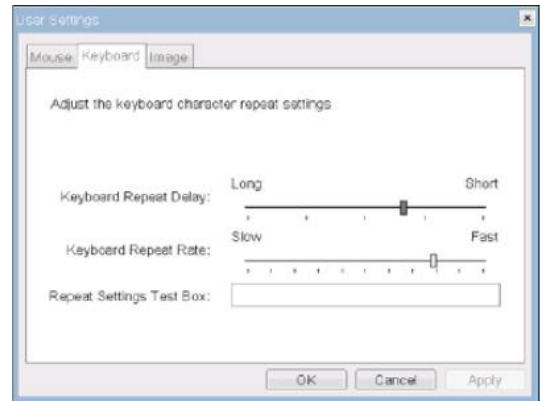 User Settings
Mouse Keyboard Image
Adjust the keyboard character repeat settings
Long Short
Keyboard Repeat Delay:
Slow Fast
Keyboard Repeat Rate:
Repeat Settings Test Box:
OK Cancel Apply